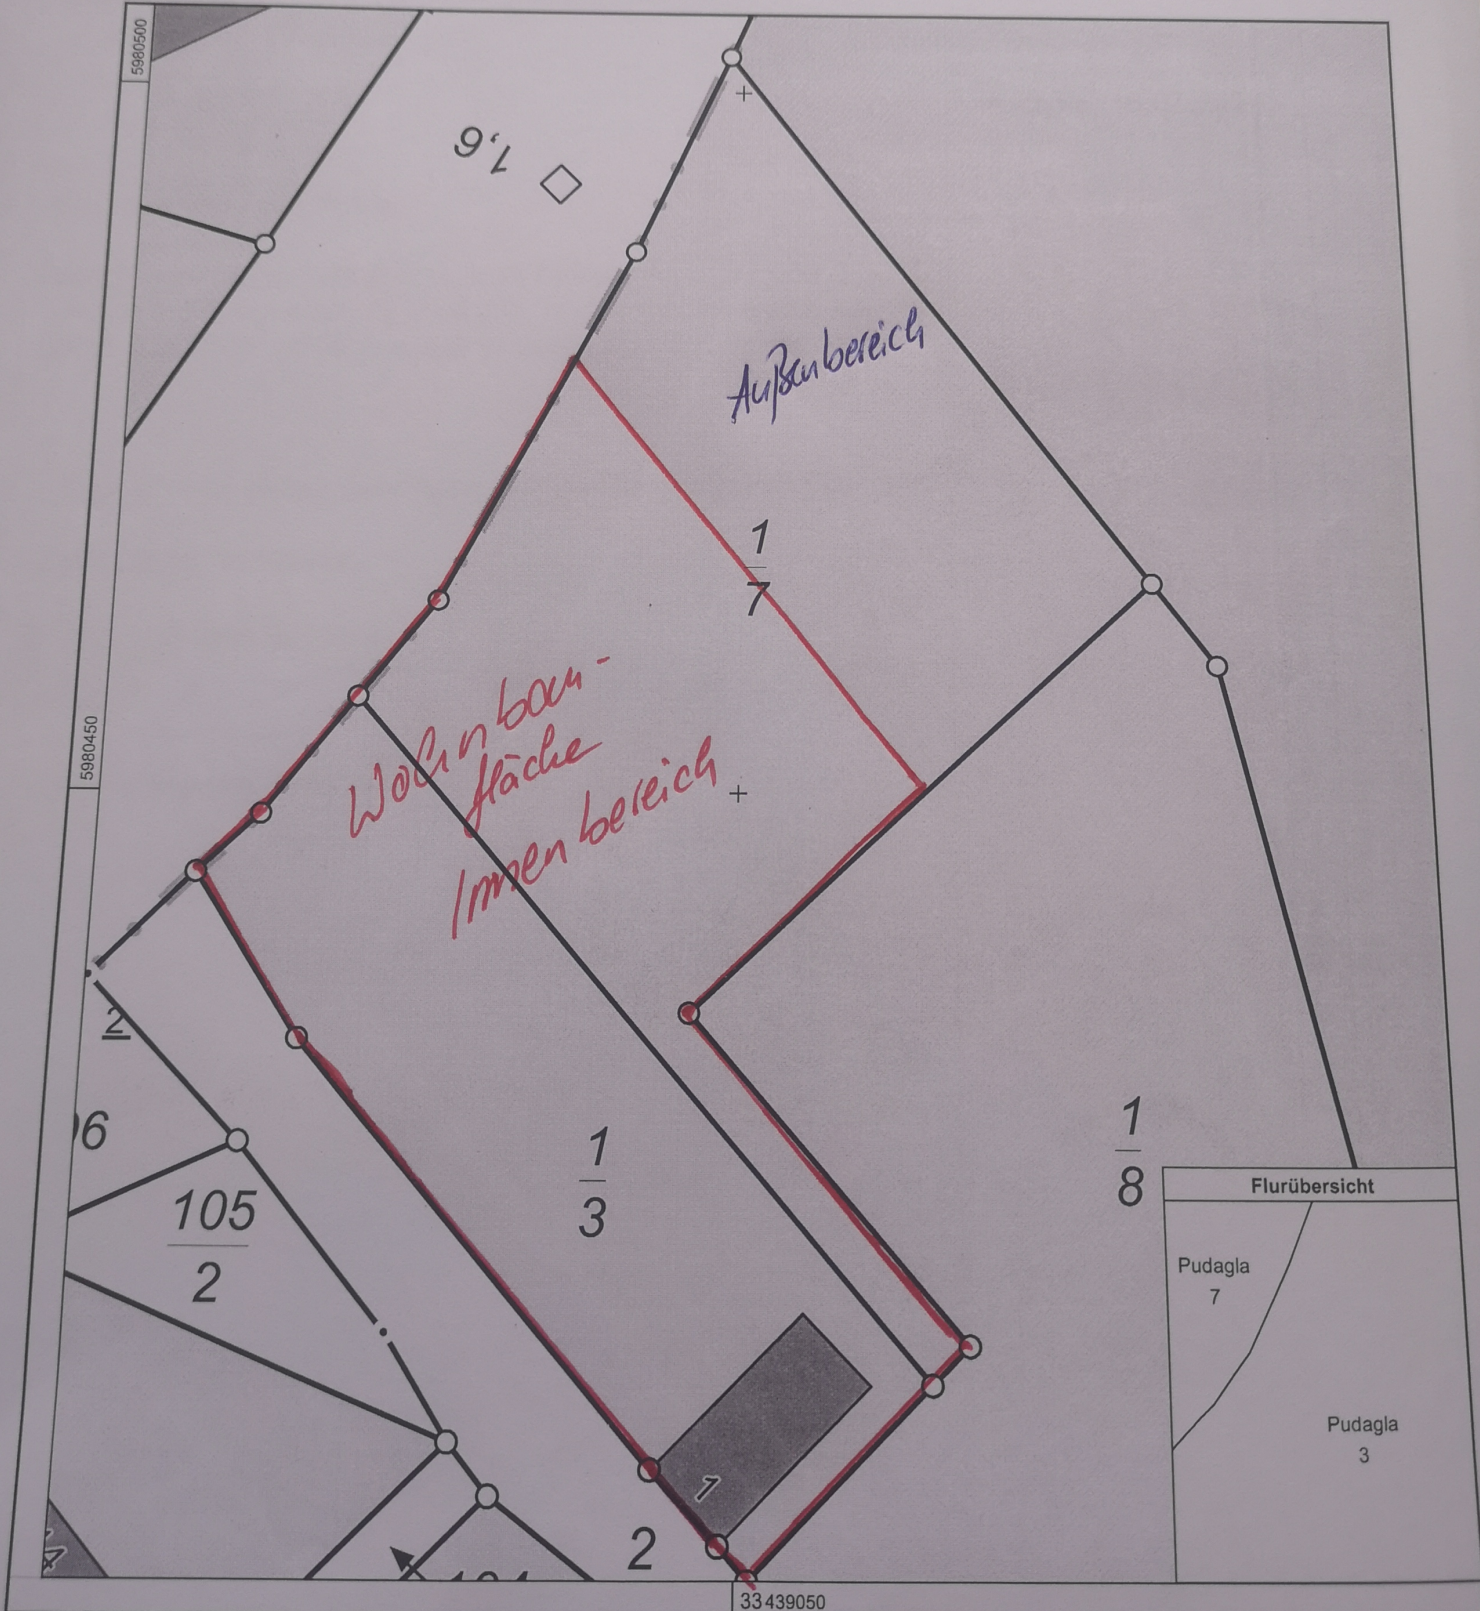 5980500
1,6
Außenbereich
1
7
Wohnbau-
fläche
Innenbereich
5980450
2
1
3
1
8
105
2
1
2
Flurübersicht
Pudagla
7
Pudagla
3
33439050